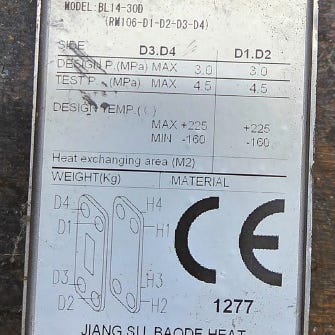 MODEL: BL14-30D
(RM106-D1-D2-D3-D4)
SIDE D3.D4 D1.D2
DESIGN P.(MPa) MAX 3.0 3.0
TEST P.(MPa) MAX 4.5 4.5
DESIGN TEMP.( )
MAX +225 +225
MIN -160 -160
Heat exchanging area (M2)
WEIGHT(Kg) MATERIAL
D4 H4
D1 H1
D3 H3
D2 H2
CE
1277
JIANG SU BAODE HEAT